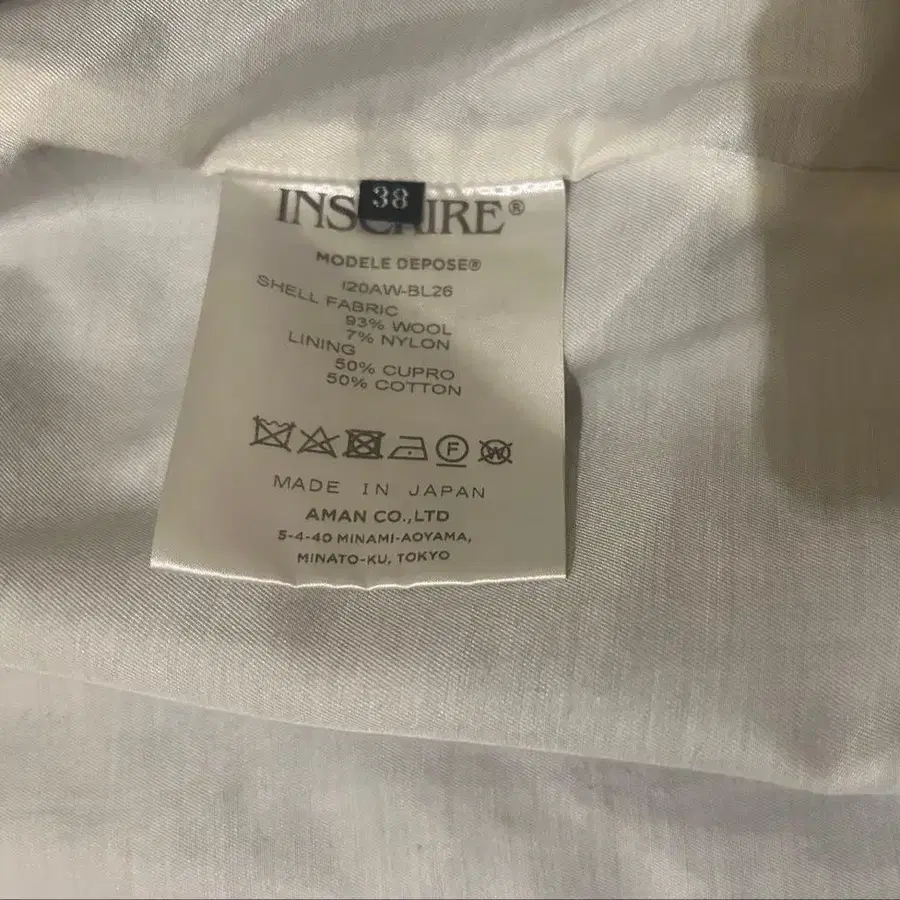 38
MODELE DEPOSE®
I20AW-BL26
SHELL FABRIC
93% WOOL
7% NYLON
LINING
50% CUPRO
50% COTTON
F
W
MADE IN JAPAN
AMAN CO.,LTD
5-4-40 MINAMI-AOYAMA,
MINATO-KU, TOKYO